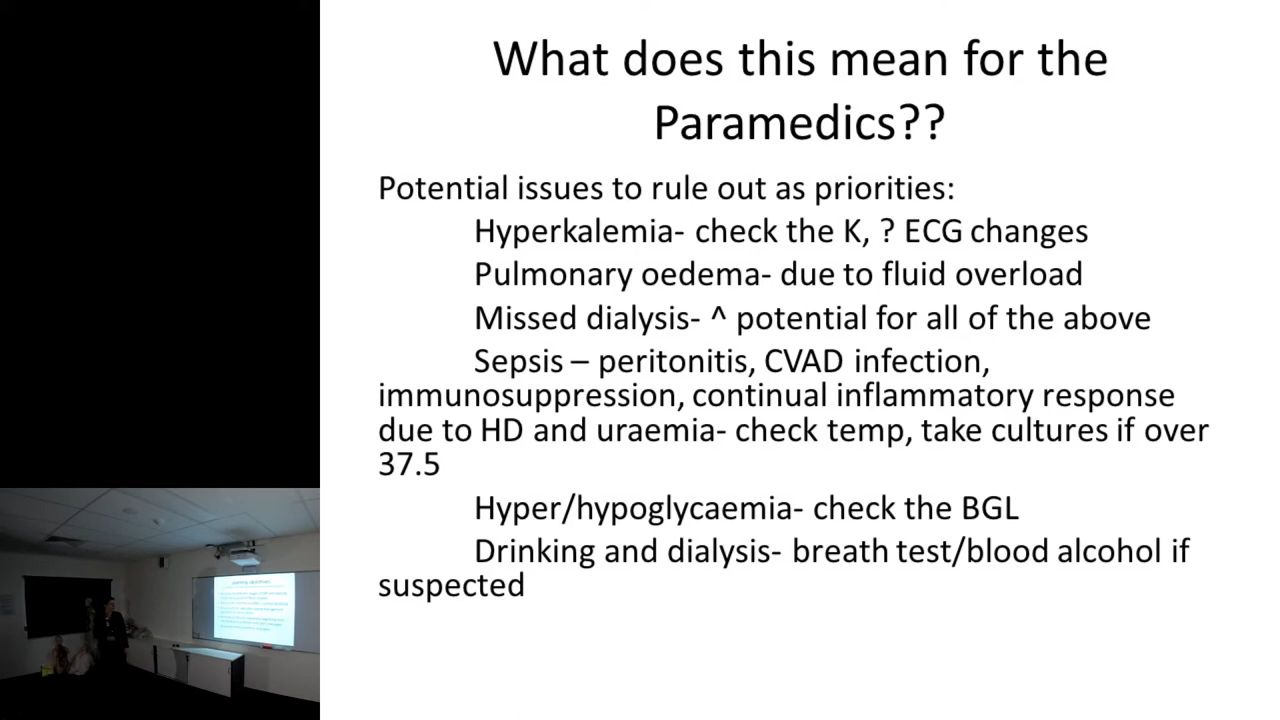 What does this mean for the
Paramedics??
Potential issues to rule out as priorities:
Hyperkalemia- check the K, ? ECG changes
Pulmonary oedema- due to fluid overload
Missed dialysis- ^ potential for all of the above
Sepsis – peritonitis, CVAD infection,
immunosuppression, continual inflammatory response
due to HD and uraemia- check temp, take cultures if over
37.5
Hyper/hypoglycaemia- check the BGL
Drinking and dialysis- breath test/blood alcohol if
suspected